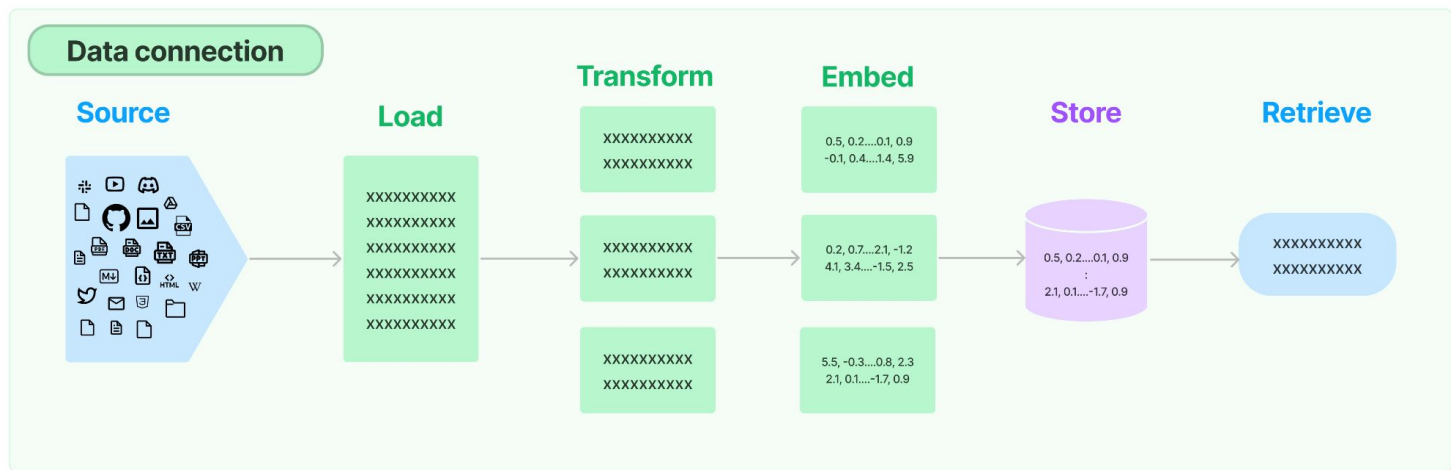 Data connection
Source
Load
Transform
Embed
Store
Retrieve
CSV
DOC
TXT
PPT
M↓
HTML
W
XXXXXXXXXX
XXXXXXXXXX
XXXXXXXXXX
XXXXXXXXXX
XXXXXXXXXX
XXXXXXXXXX
XXXXXXXXXX
XXXXXXXXXX
XXXXXXXXXX
XXXXXXXXXX
XXXXXXXXXX
XXXXXXXXXX
0.5, 0.2....0.1, 0.9
-0.1, 0.4....1.4, 5.9
0.2, 0.7....2.1, -1.2
4.1, 3.4....-1.5, 2.5
5.5, -0.3....0.8, 2.3
2.1, 0.1....-1.7, 0.9
0.5, 0.2....0.1, 0.9
:
2.1, 0.1....-1.7, 0.9
XXXXXXXXXX
XXXXXXXXXX